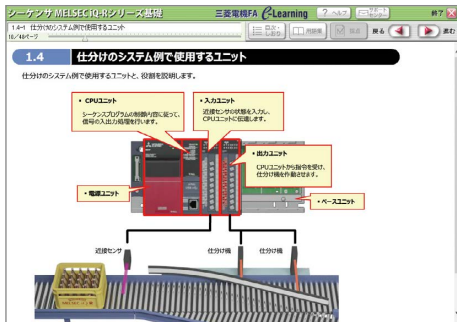 シーケンサ MELSEC iQ-Rシリーズ基礎
三菱電機FA e-Learning
? ヘルプ
サポートセンター
終了
1.4-1 仕分けのシステム例で使用するユニット
10/46ページ
目次・しおり
用語集
戻る
進む
1.4 仕分けのシステム例で使用するユニット
仕分けのシステム例で使用するユニットと、役割を説明します。
・CPUユニット
シーケンスプログラムの制御内容に従って、
信号の入出力処理を行います。
・入力ユニット
近接センサの状態を入力し、
CPUユニットに伝達します。
・出力ユニット
CPUユニットから指令を受け、
仕分け機を作動させます。
・電源ユニット
・ベースユニット
近接センサ
仕分け機
仕分け機